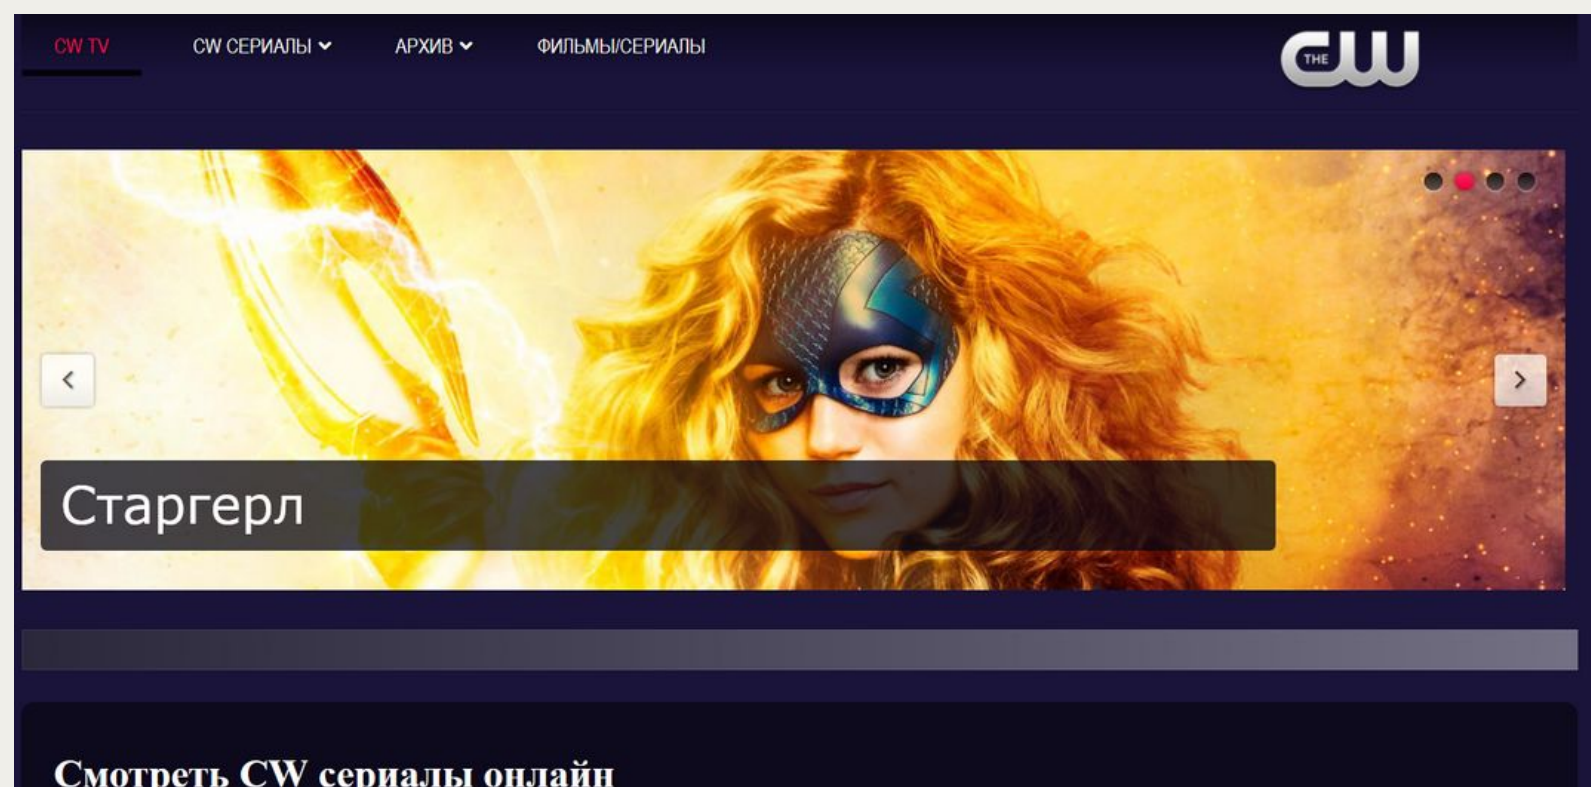 CW TV
CW СЕРИАЛЫ
АРХИВ
ФИЛЬМЫ/СЕРИАЛЫ
THE CW
Старгерл
Смотреть CW сериалы онлайн